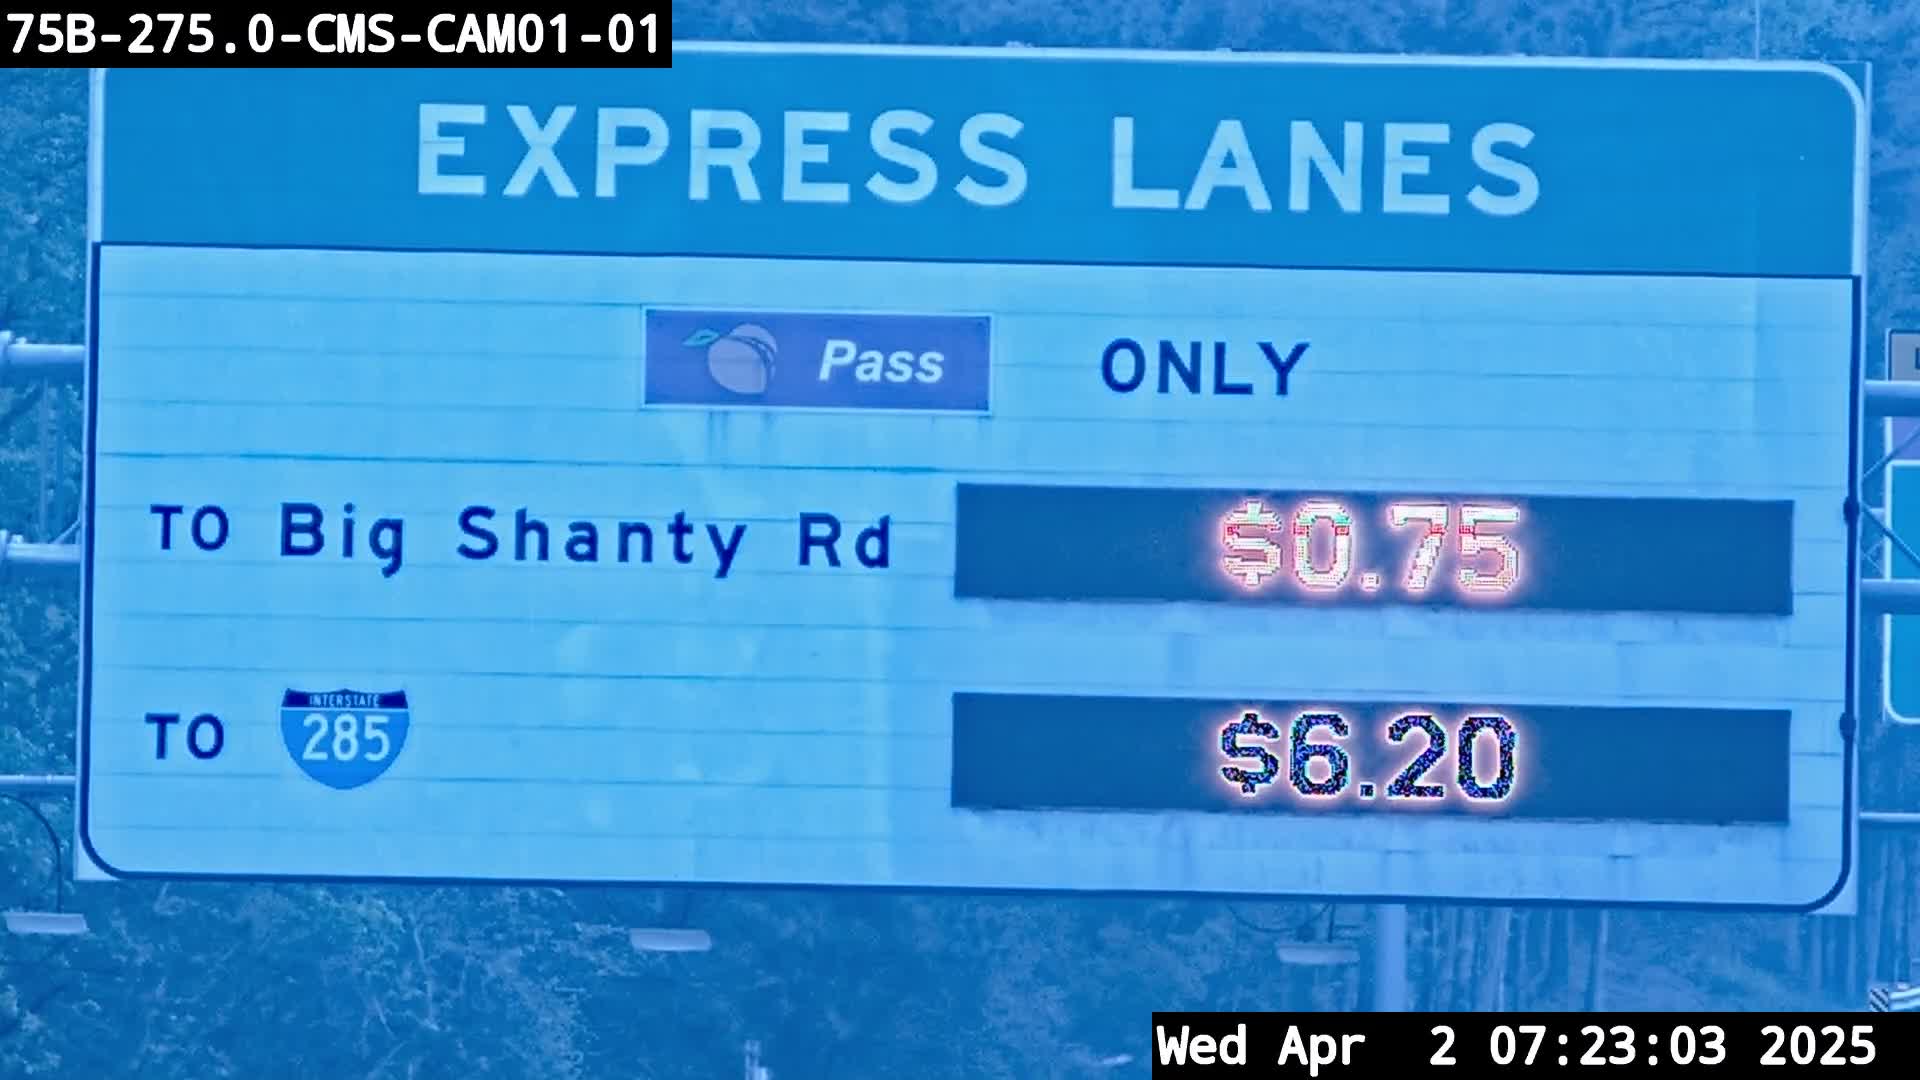 75B-275.0-CMS-CAM01-01
EXPRESS LANES
Pass ONLY
TO Big Shanty Rd $0.75
TO INTERSTATE 285 $6.20
Wed Apr 2 07:23:03 2025